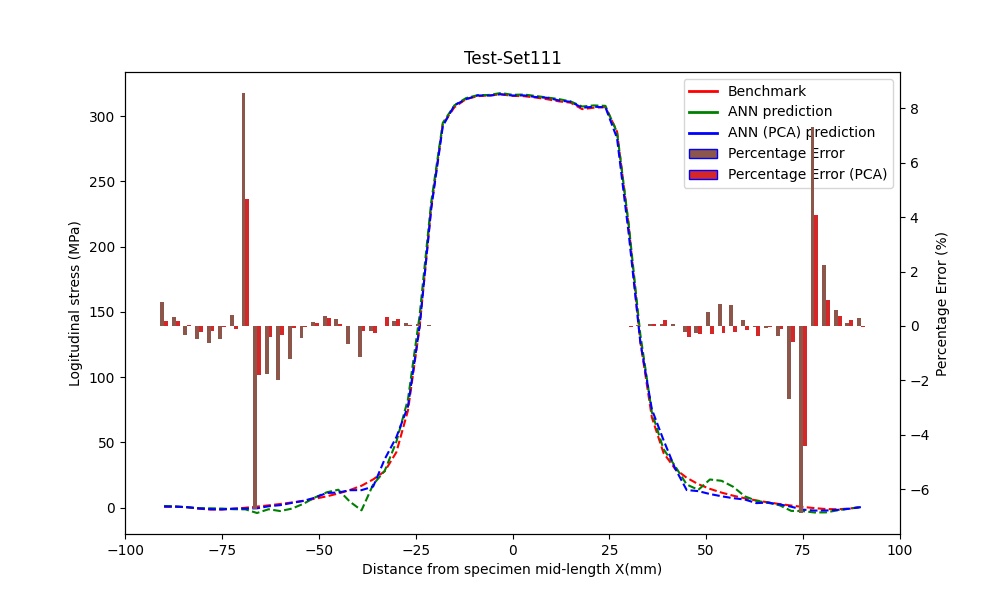 Test-Set111
Benchmark
ANN prediction
ANN (PCA) prediction
Percentage Error
Percentage Error (PCA)
300
250
200
150
100
50
0
8
6
4
2
0
−2
−4
−6
Logitudinal stress (MPa)
Percentage Error (%)
−100 −75 −50 −25 0 25 50 75 100
Distance from specimen mid-length X(mm)